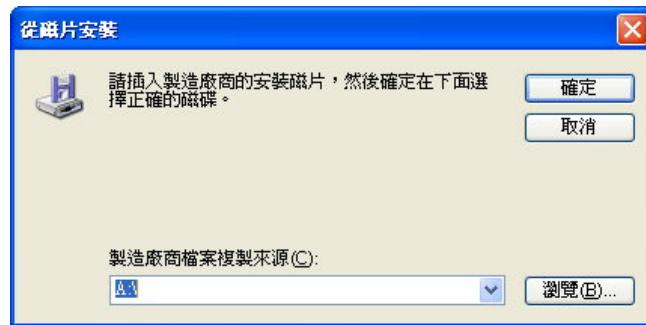 從磁片安裝
請插入製造廠商的安裝磁片，然後確定在下面選
擇正確的磁碟。
確定
取消
製造廠商檔案複製來源(C):
A:\
瀏覽(B)...